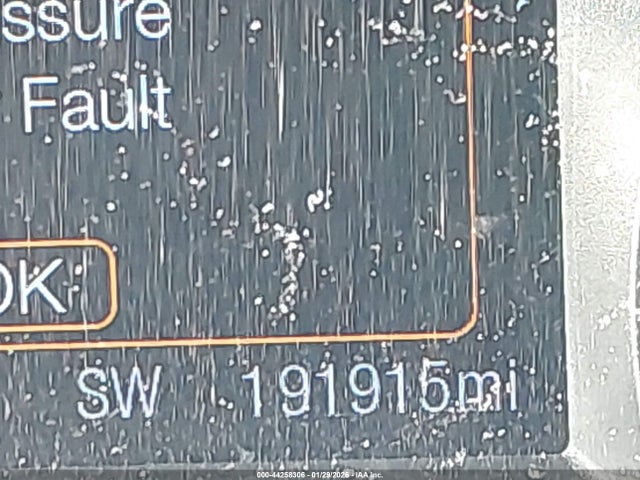 ssure
Fault
OK
SW 191915mi
000-44258306 - 01/29/2026 - IAA Inc.